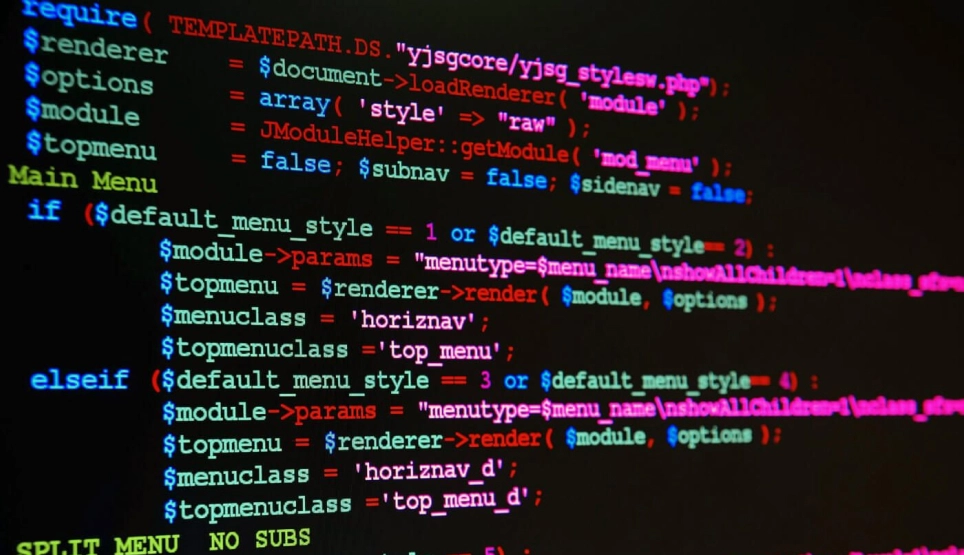 require( TEMPLATEPATH.DS."yjsgcore/yjsg_stylesw.php");
$renderer = $document->loadRenderer( 'module' );
$options = array( 'style' => "raw" );
$module = JModuleHelper::getModule( 'mod_menu' );
$topmenu = false; $subnav = false; $sidenav = false;
Main Menu
if ($default_menu_style == 1 or $default_menu_style== 2) :
$module->params = "menutype=$menu_name\nshowAllChildren=1\nclass_sfx=
$topmenu = $renderer->render( $module, $options );
$menuclass = 'horiznav';
$topmenuclass ='top_menu';
elseif ($default_menu_style == 3 or $default_menu_style== 4) :
$module->params = "menutype=$menu_name\nshowAllChildren=1\nclass_sfx=
$topmenu = $renderer->render( $module, $options );
$menuclass = 'horiznav_d';
$topmenuclass ='top_menu_d';
SPLIT MENU NO SUBS
== 5) :